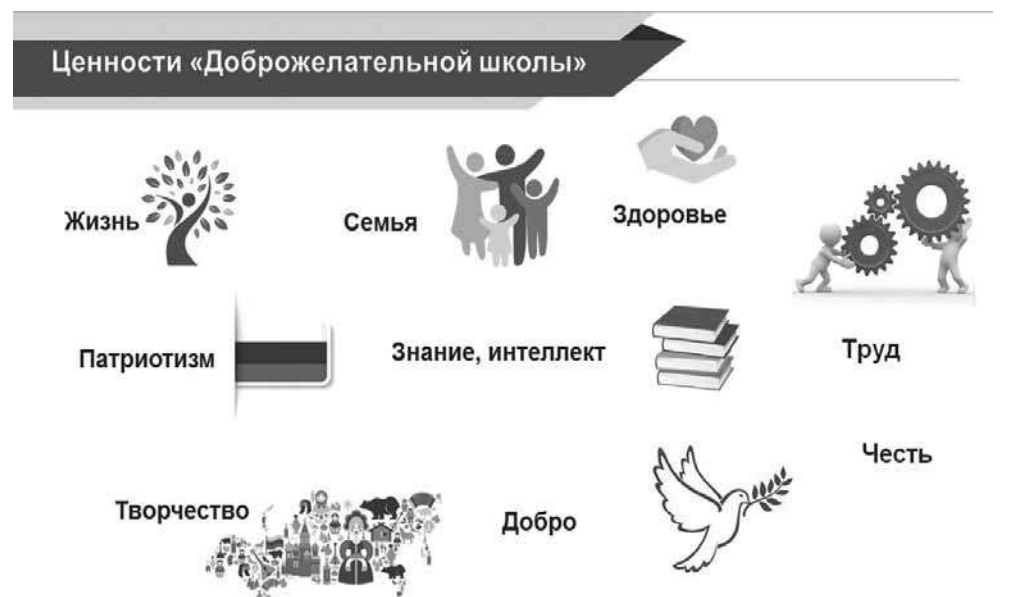 Ценности «Доброжелательной школы»
Жизнь
Семья
Здоровье
Патриотизм
Знание, интеллект
Труд
Честь
Творчество
Добро